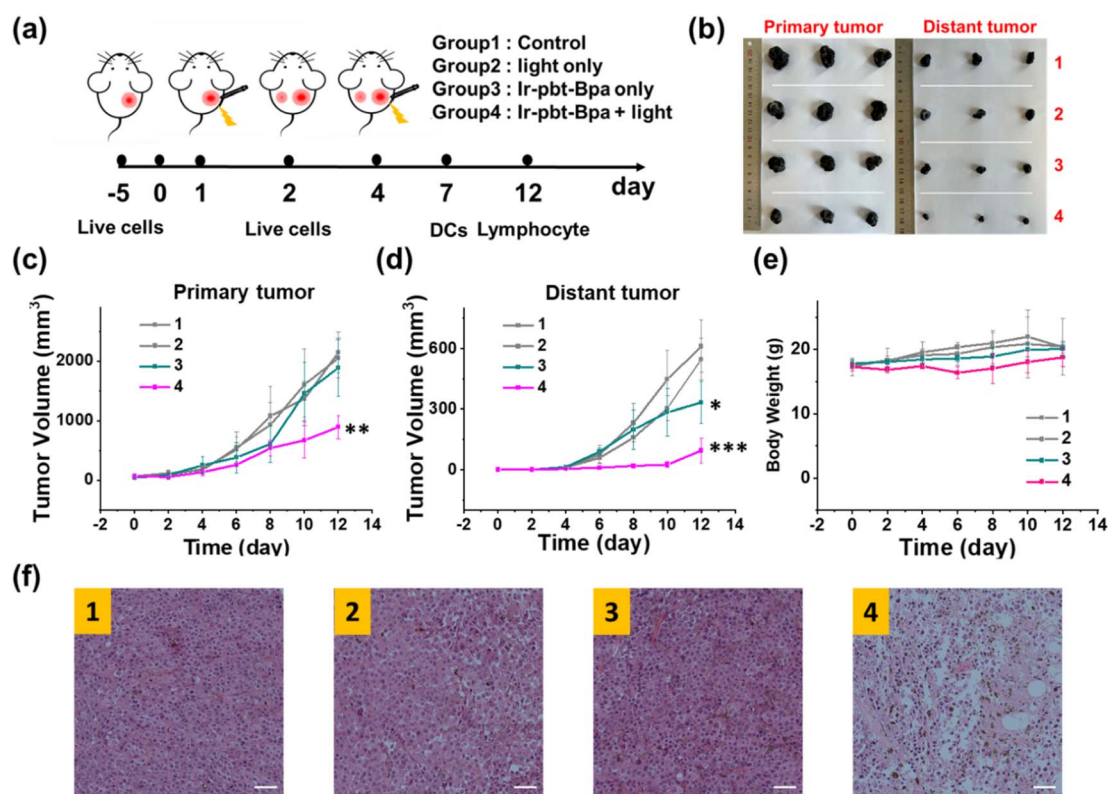 (a)
Group1 : Control
Group2 : light only
Group3 : Ir-pbt-Bpa only
Group4 : Ir-pbt-Bpa + light
-5 0 1 2 4 7 12 day
Live cells Live cells DCs Lymphocyte
(b)
Primary tumor Distant tumor
1
2
3
4
(c)
Primary tumor
Tumor Volume (mm³)
1
2
3
4
2000
1000
0
**
-2 0 2 4 6 8 10 12 14
Time (day)
(d)
Distant tumor
Tumor Volume (mm³)
1
2
3
4
600
300
0
*
***
-2 0 2 4 6 8 10 12 14
Time (day)
(e)
Body Weight (g)
20
10
0
1
2
3
4
-2 0 2 4 6 8 10 12 14
Time (day)
(f)
1 2 3 4